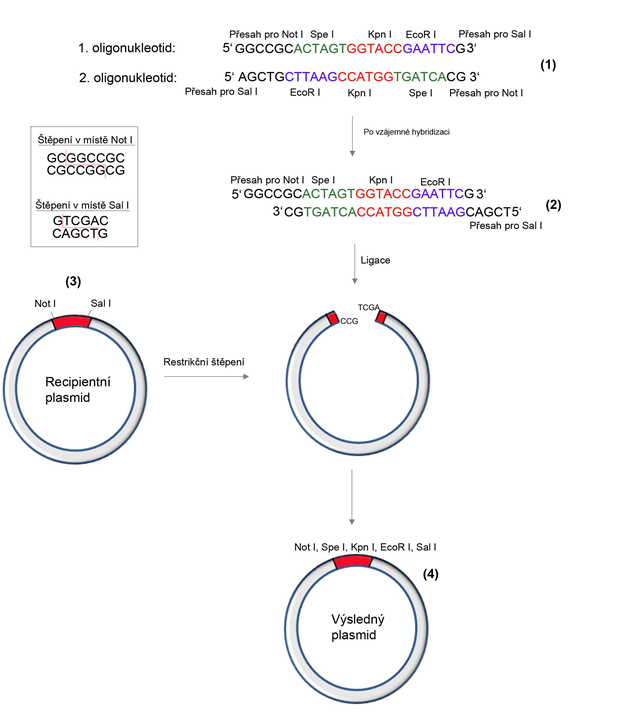 Přesah pro Not I Spe I Kpn I EcoR I Přesah pro Sal I
1. oligonukleotid: 5‘ GGCCGCACTAGTGGTACCGAATTCG3‘
(1)
2. oligonukleotid: 5‘ AGCTGCTTAAGCCATGGTGATCACG 3‘
Přesah pro Sal I EcoR I Kpn I Spe I Přesah pro Not I
Po vzájemné hybridizaci
Štěpení v místě Not I
GCGGCCGC
CGCCGGCG
Štěpení v místě Sal I
GTCGAC
CAGCTG
Přesah pro Not I Spe I Kpn I EcoR I
5‘GGCCGCACTAGTGGTACCGAATTCG3‘
(2)
3‘CGTGATCACCATGGCTTAAGCAGCT5‘
Přesah pro Sal I
Ligace
(3)
Not I Sal I
Recipientní
plasmid
Restrikční štěpení
TCGA
CCG
Not I, Spe I, Kpn I, EcoR I, Sal I
(4)
Výsledný
plasmid